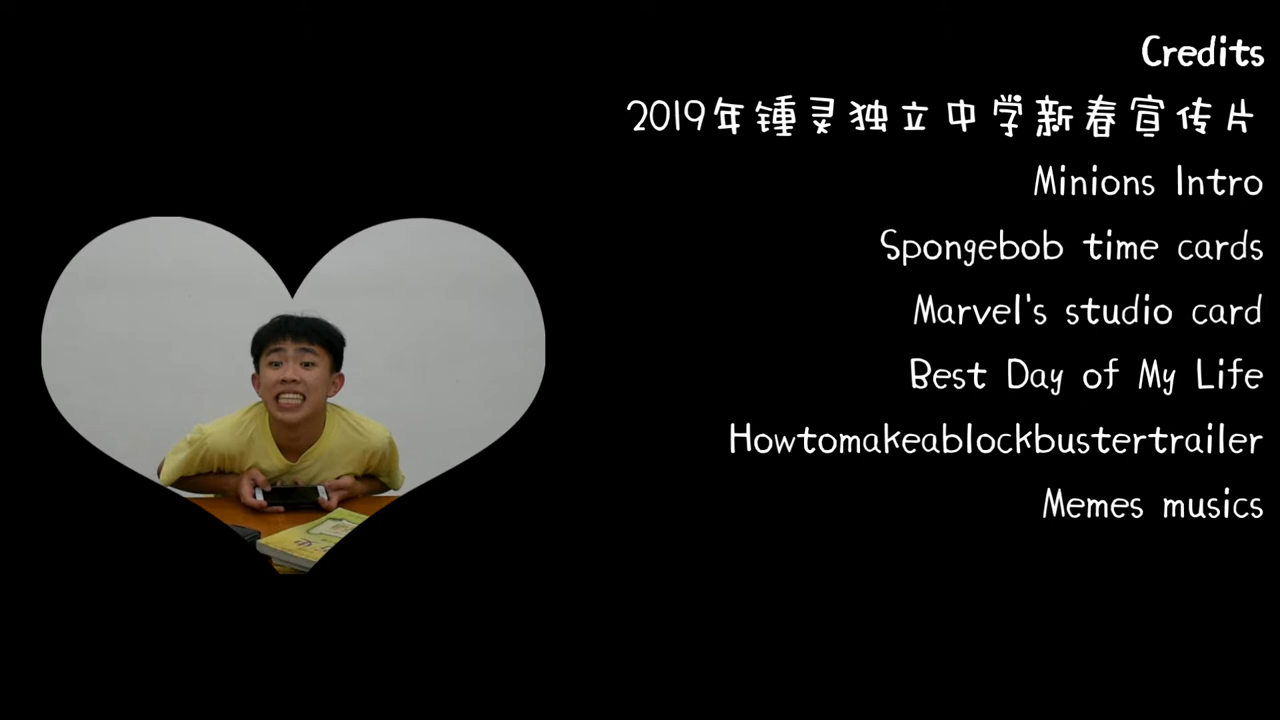 Credits
2019年锺灵独立中学新春宣传片
Minions Intro
Spongebob time cards
Marvel's studio card
Best Day of My Life
Howtomakeablockbustertrailer
Memes musics